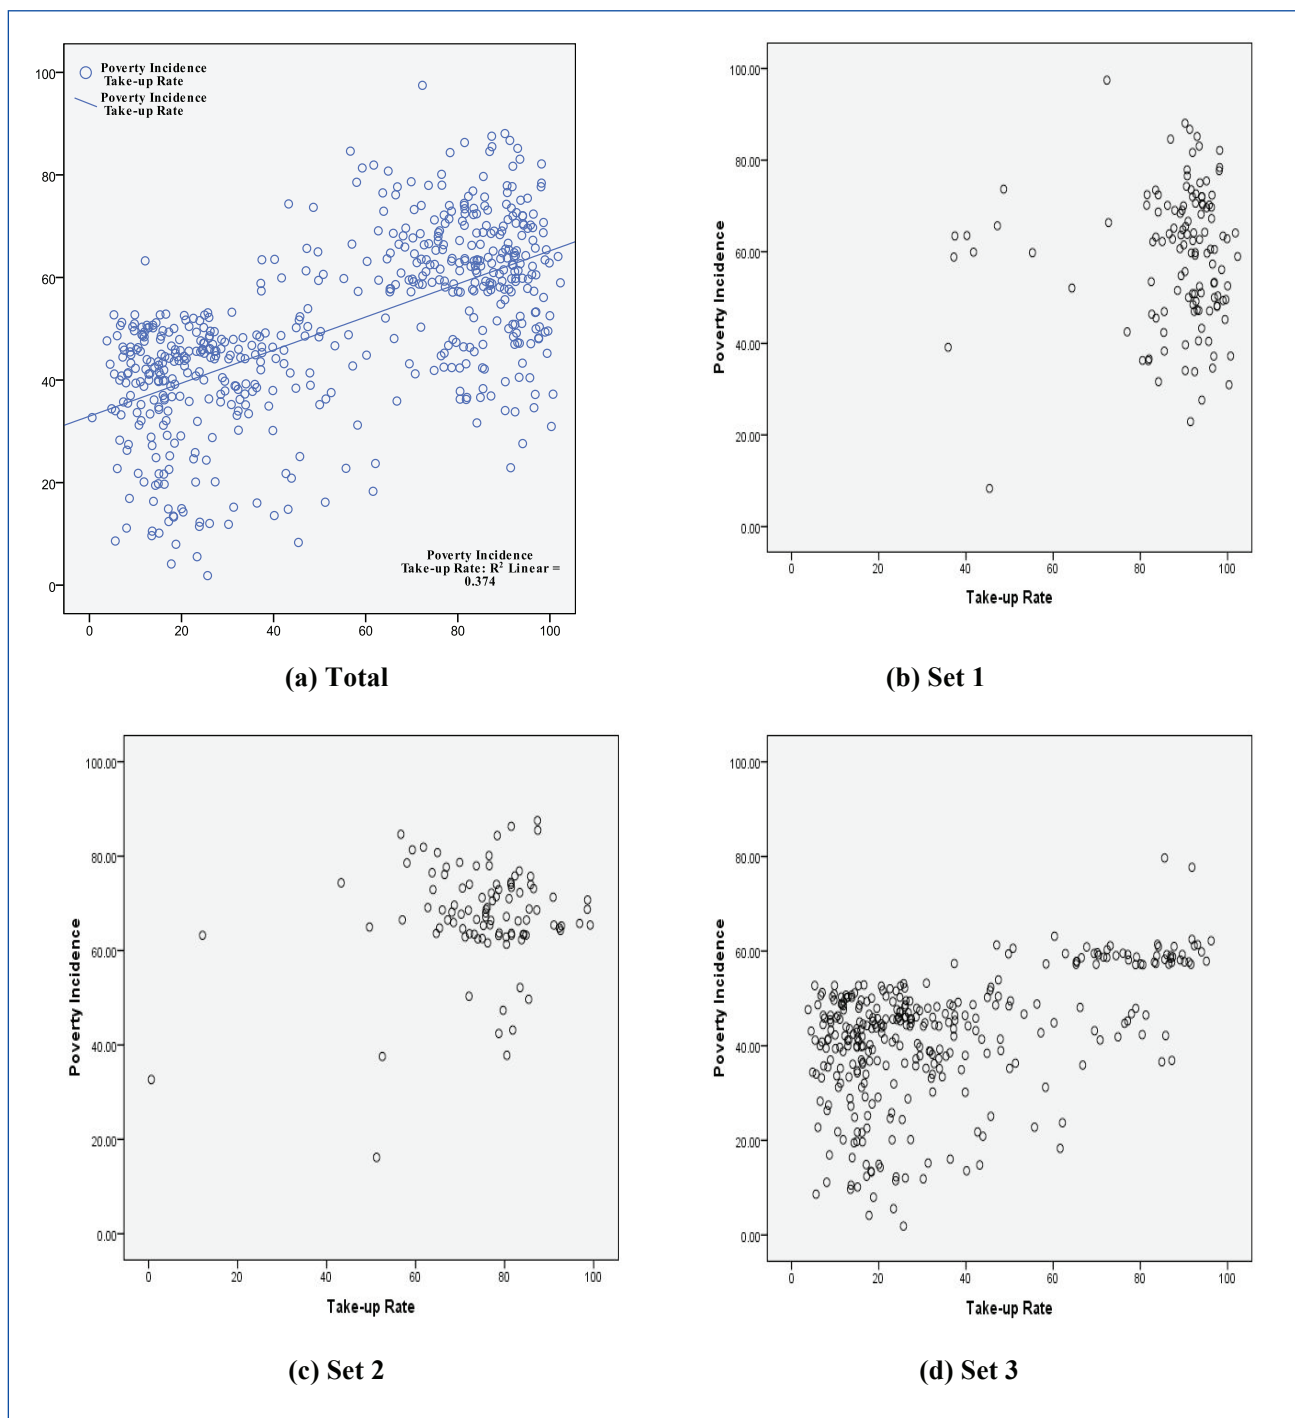 Poverty Incidence
Take-up Rate
Poverty Incidence
Take-up Rate
100
80
60
40
20
0
0 20 40 60 80 100
Poverty Incidence
Take-up Rate: R² Linear =
0.374
(a) Total
100.00
80.00
60.00
40.00
20.00
0.00
Poverty Incidence
0 20 40 60 80 100
Take-up Rate
(b) Set 1
100.00
80.00
60.00
40.00
20.00
0.00
Poverty Incidence
0 20 40 60 80 100
Take-up Rate
(c) Set 2
100.00
80.00
60.00
40.00
20.00
0.00
Poverty Incidence
0 20 40 60 80 100
Take-up Rate
(d) Set 3